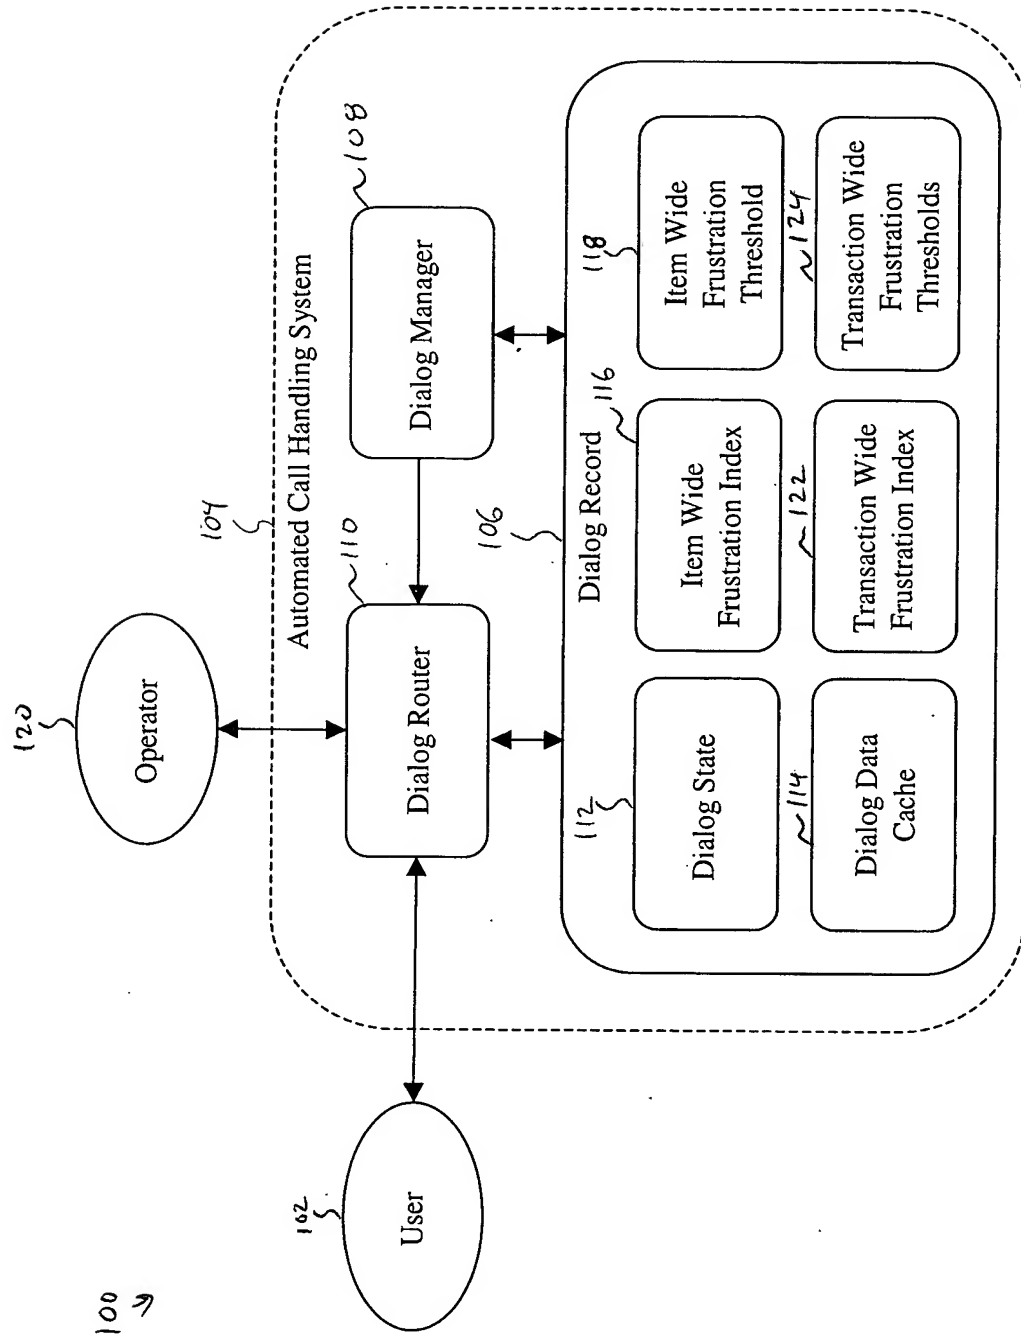 100
120
Operator
104
Automated Call Handling System
102
User
110
Dialog Router
108
Dialog Manager
106
Dialog Record
112
Dialog State
116
Item Wide
Frustration Index
118
Item Wide
Frustration
Threshold
114
Dialog Data
Cache
122
Transaction Wide
Frustration Index
124
Transaction Wide
Frustration
Thresholds